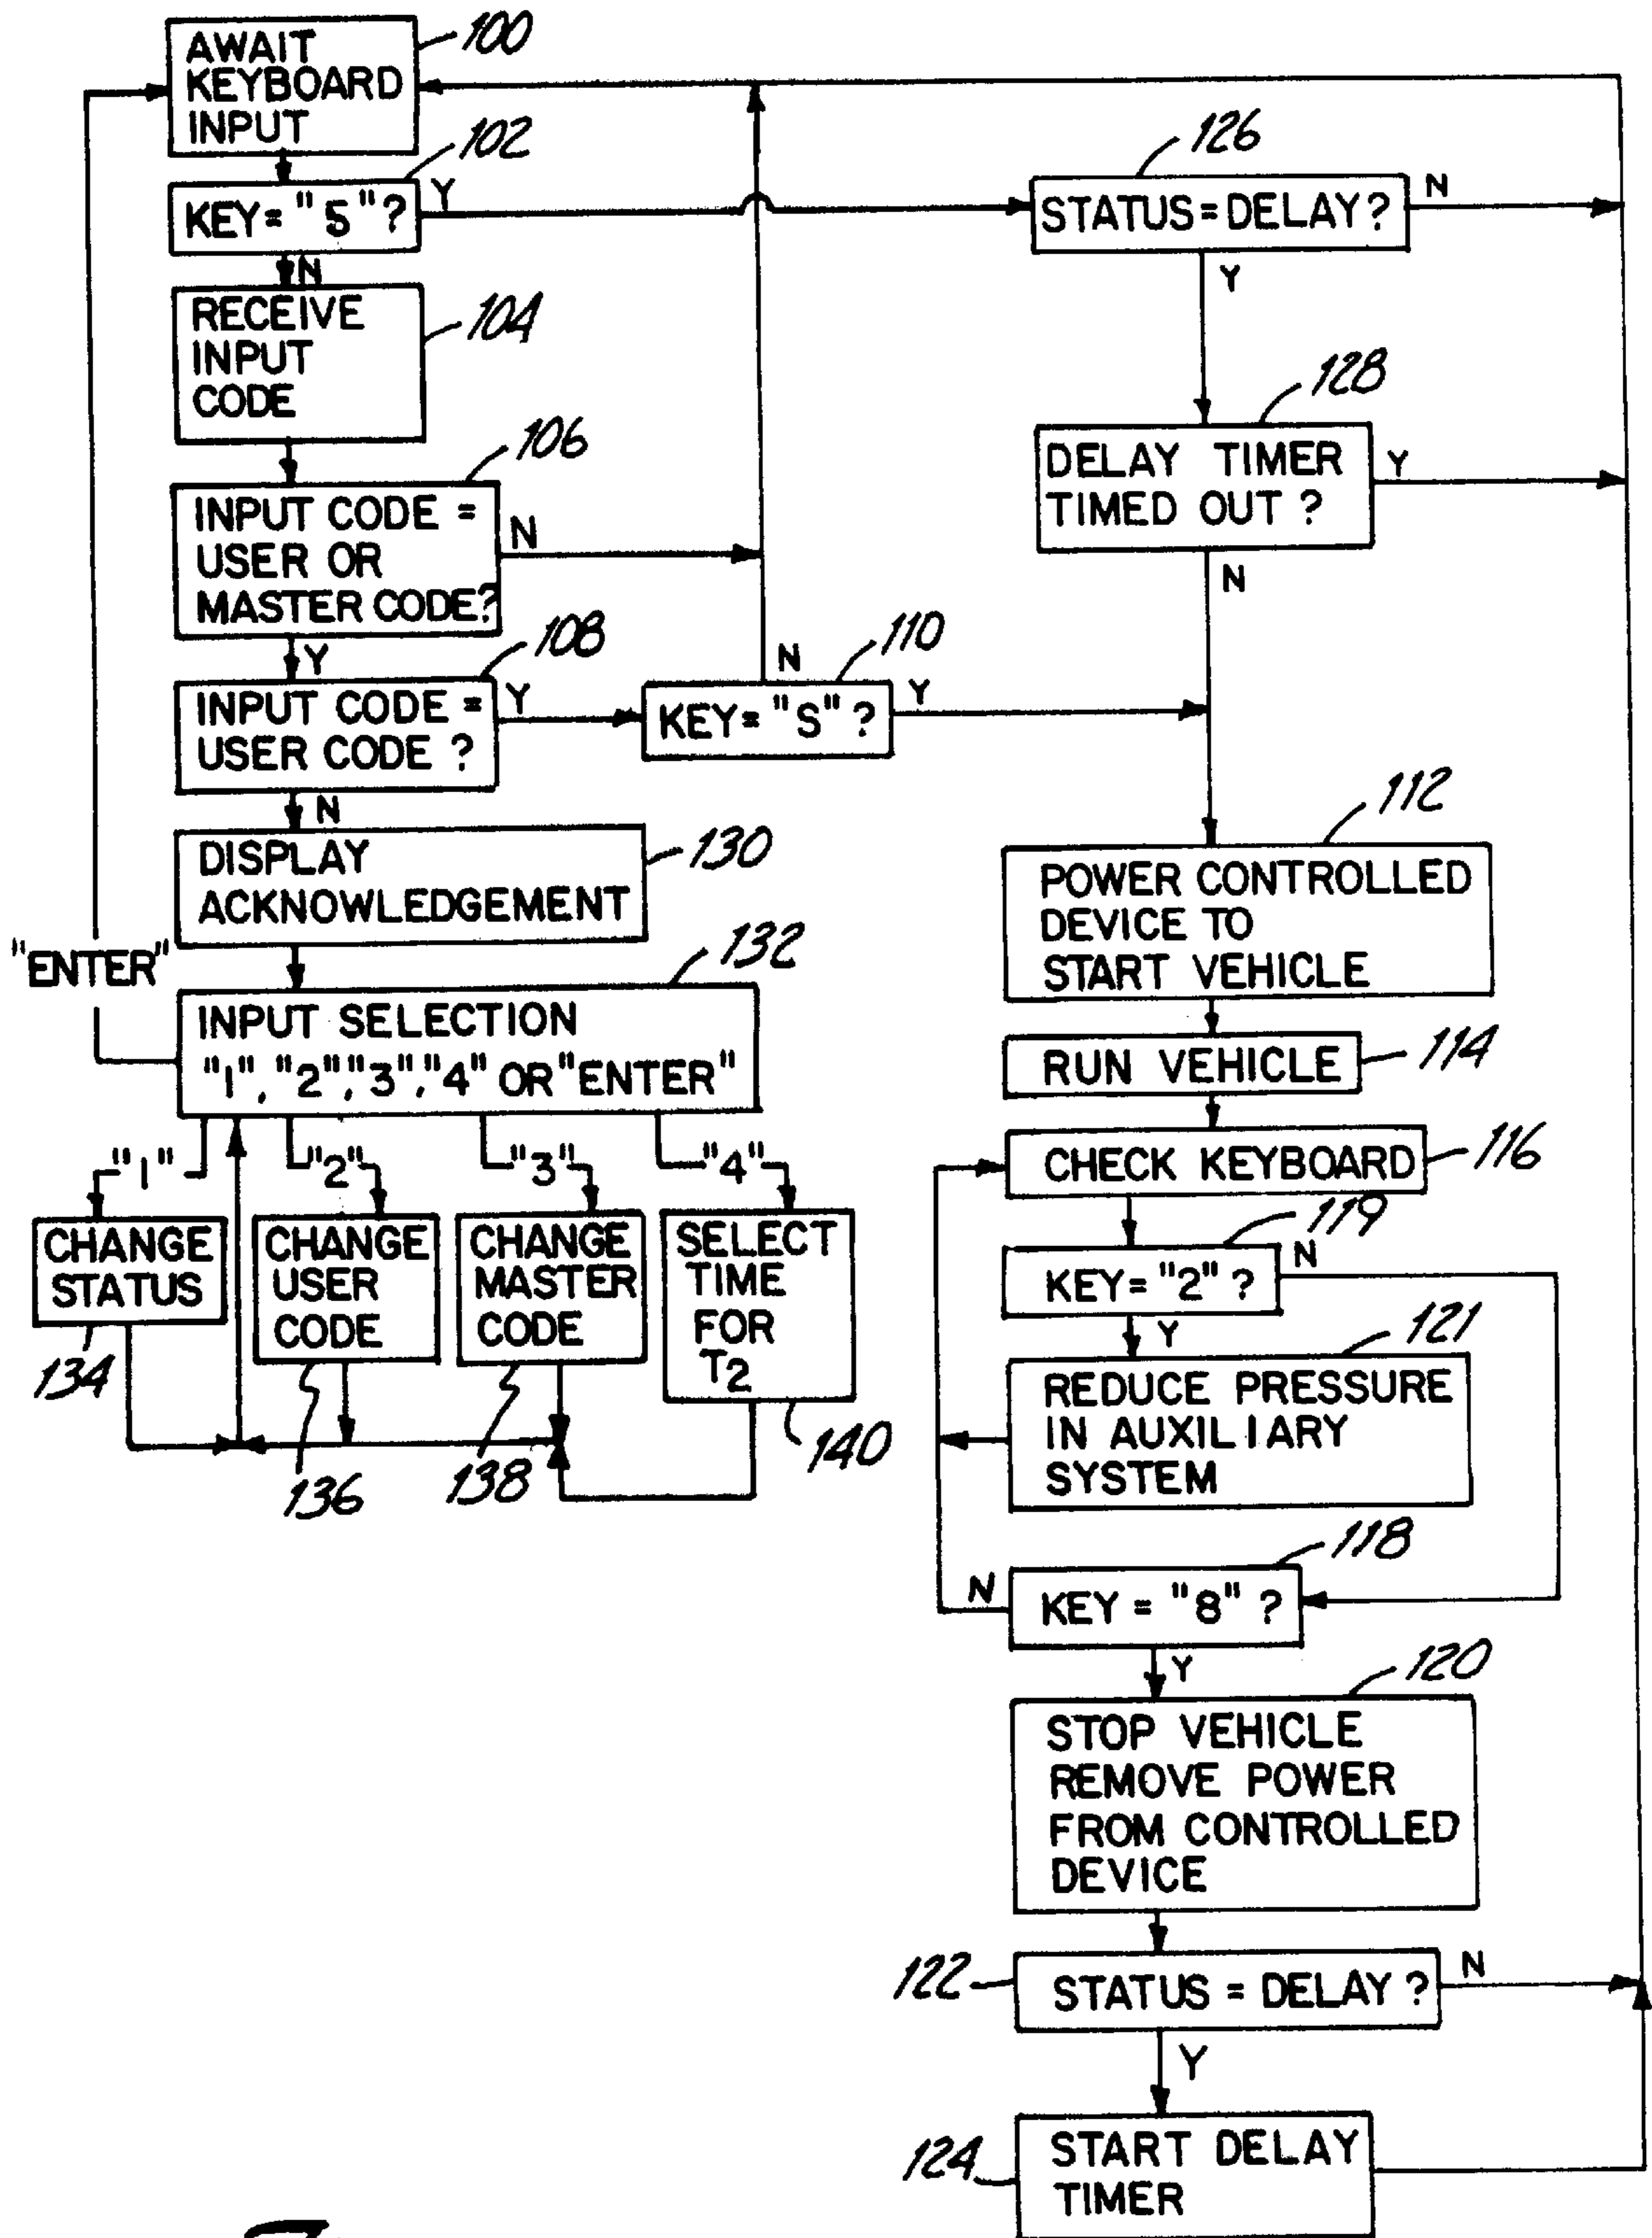 100
AWAIT
KEYBOARD
INPUT
102
KEY= "5"?
Y
N
126
STATUS=DELAY?
N
Y
104
RECEIVE
INPUT
CODE
128
DELAY TIMER
TIMED OUT ?
Y
N
106
INPUT CODE =
USER OR
MASTER CODE?
N
Y
108
INPUT CODE =
USER CODE ?
Y
N
110
KEY= "S"?
N
Y
130
DISPLAY
ACKNOWLEDGEMENT
"ENTER"
132
INPUT SELECTION
"1", "2","3","4" OR "ENTER"
"1"
"2"
"3"
"4"
CHANGE
STATUS
134
CHANGE
USER
CODE
136
CHANGE
MASTER
CODE
138
SELECT
TIME
FOR
T2
140
112
POWER CONTROLLED
DEVICE TO
START VEHICLE
RUN VEHICLE
114
CHECK KEYBOARD
116
119
KEY= "2" ?
N
Y
121
REDUCE PRESSURE
IN AUXILIARY
SYSTEM
118
KEY = "8" ?
N
Y
120
STOP VEHICLE
REMOVE POWER
FROM CONTROLLED
DEVICE
122
STATUS = DELAY ?
N
Y
124
START DELAY
TIMER